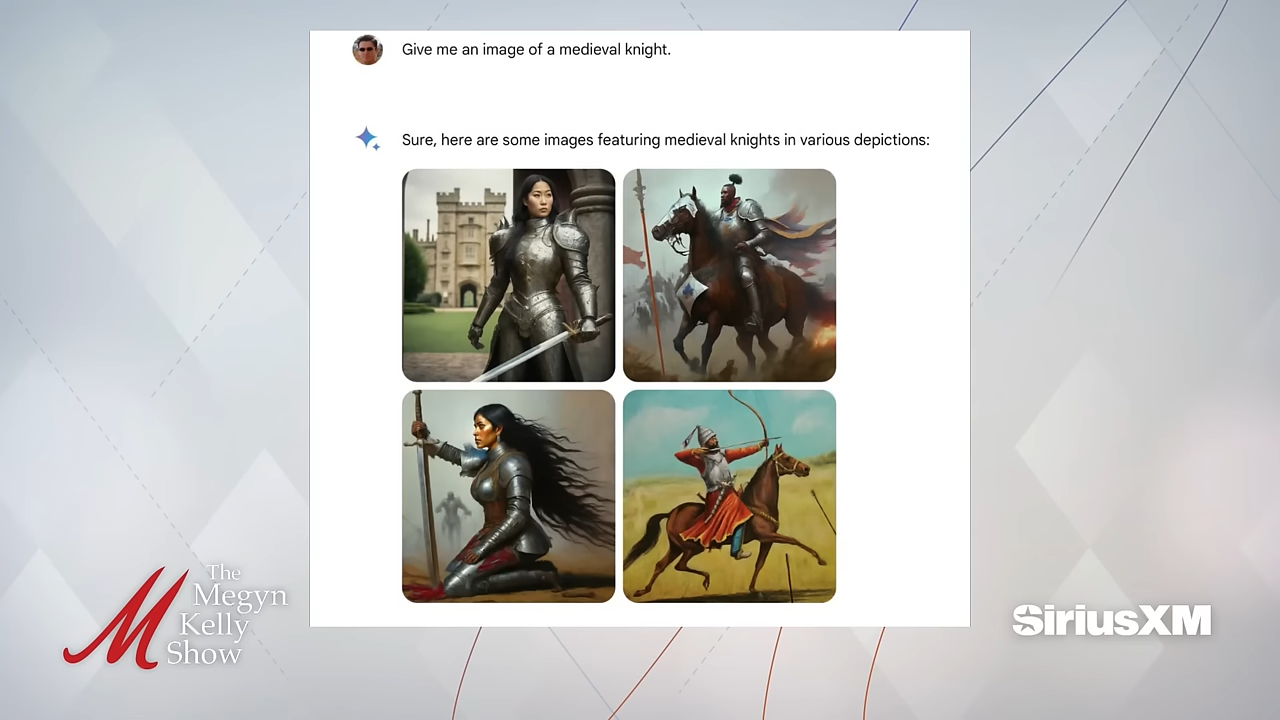 Give me an image of a medieval knight.
Sure, here are some images featuring medieval knights in various depictions:
The
Megyn
Kelly
Show
SiriusXM